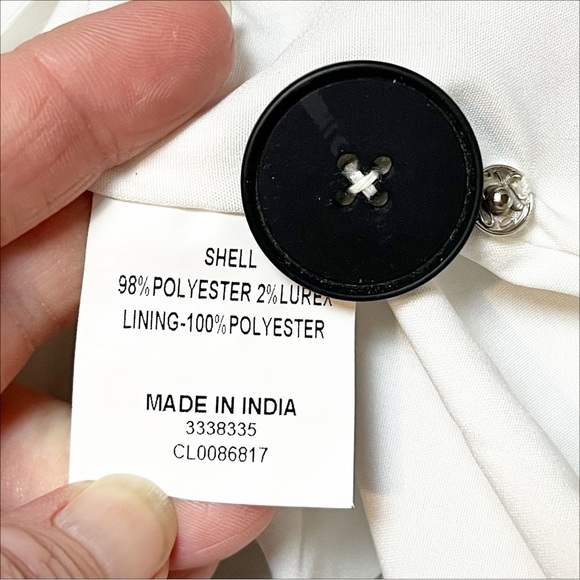 SHELL
98%POLYESTER 2%LUREX
LINING-100%POLYESTER
MADE IN INDIA
3338335
CL0086817